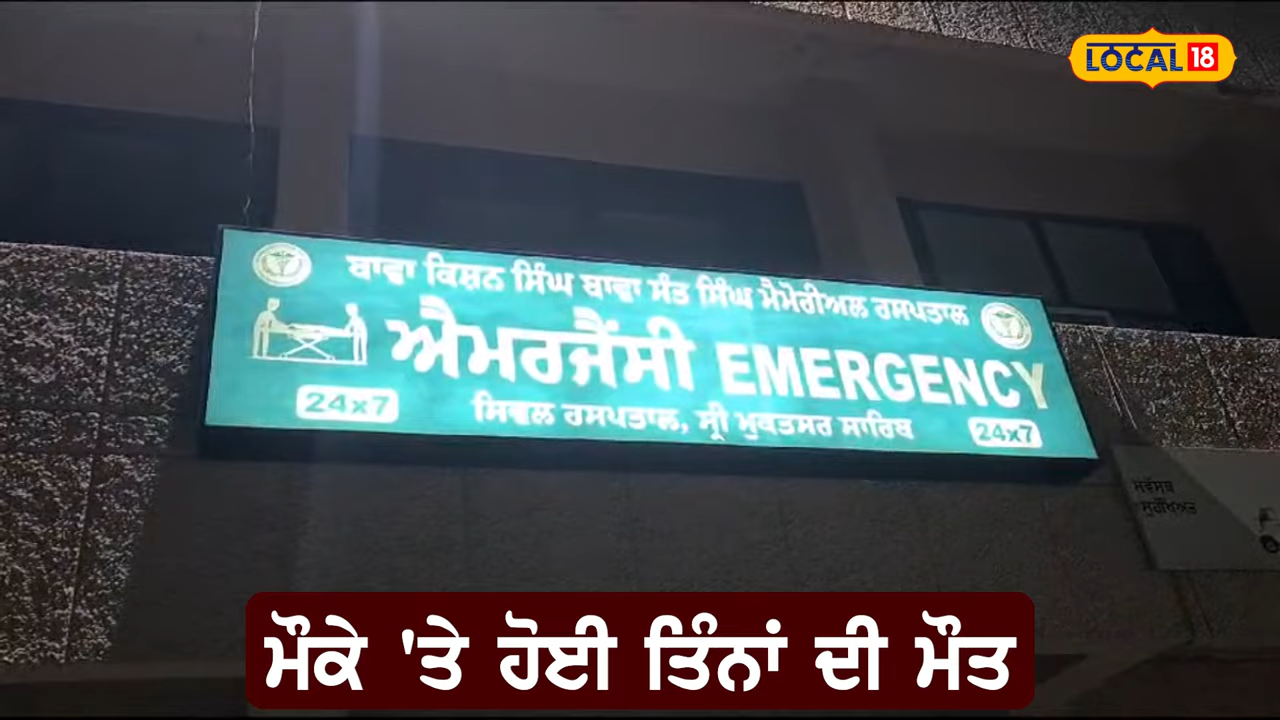 LOCAL 18
ਬਾਵਾ ਕਿਸ਼ਨ ਸਿੰਘ ਬਾਵਾ ਸੰਤ ਸਿੰਘ ਮੈਮੋਰੀਅਲ ਹਸਪਤਾਲ
ਐਮਰਜੈਂਸੀ EMERGENCY
24x7
ਸਿਵਲ ਹਸਪਤਾਲ, ਸ੍ਰੀ ਮੁਕਤਸਰ ਸਾਹਿਬ
24x7
ਮੌਕੇ 'ਤੇ ਹੋਈ ਤਿੰਨਾਂ ਦੀ ਮੌਤ